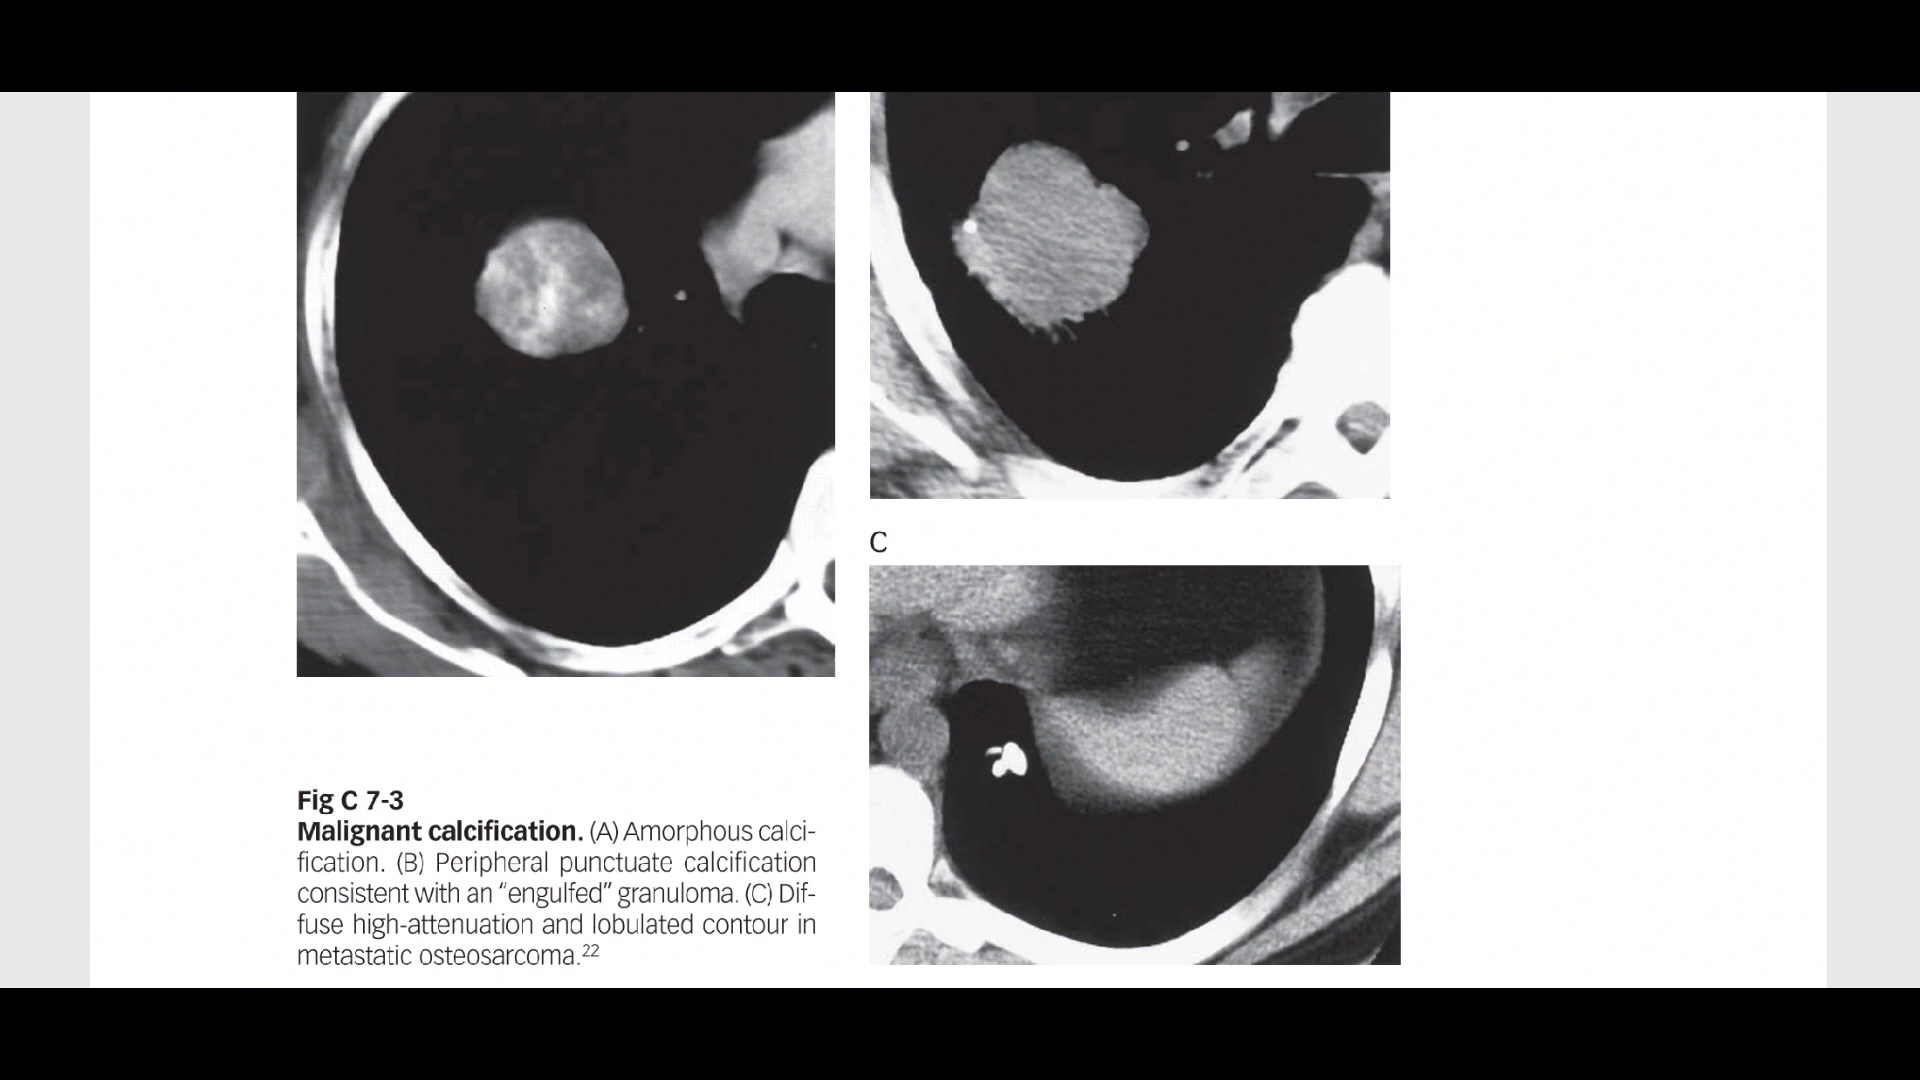 C
Fig C 7-3
Malignant calcification. (A) Amorphous calci-
fication. (B) Peripheral punctuate calcification
consistent with an “engulfed” granuloma. (C) Dif-
fuse high-attenuation and lobulated contour in
metastatic osteosarcoma.22